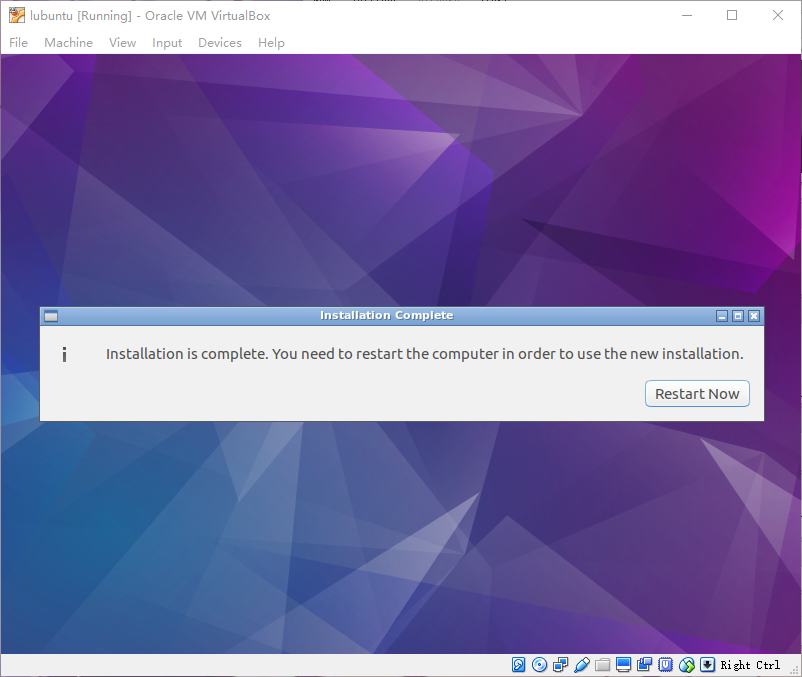 lubuntu [Running] - Oracle VM VirtualBox
File Machine View Input Devices Help
Installation Complete
Installation is complete. You need to restart the computer in order to use the new installation.
Restart Now
Right Ctrl